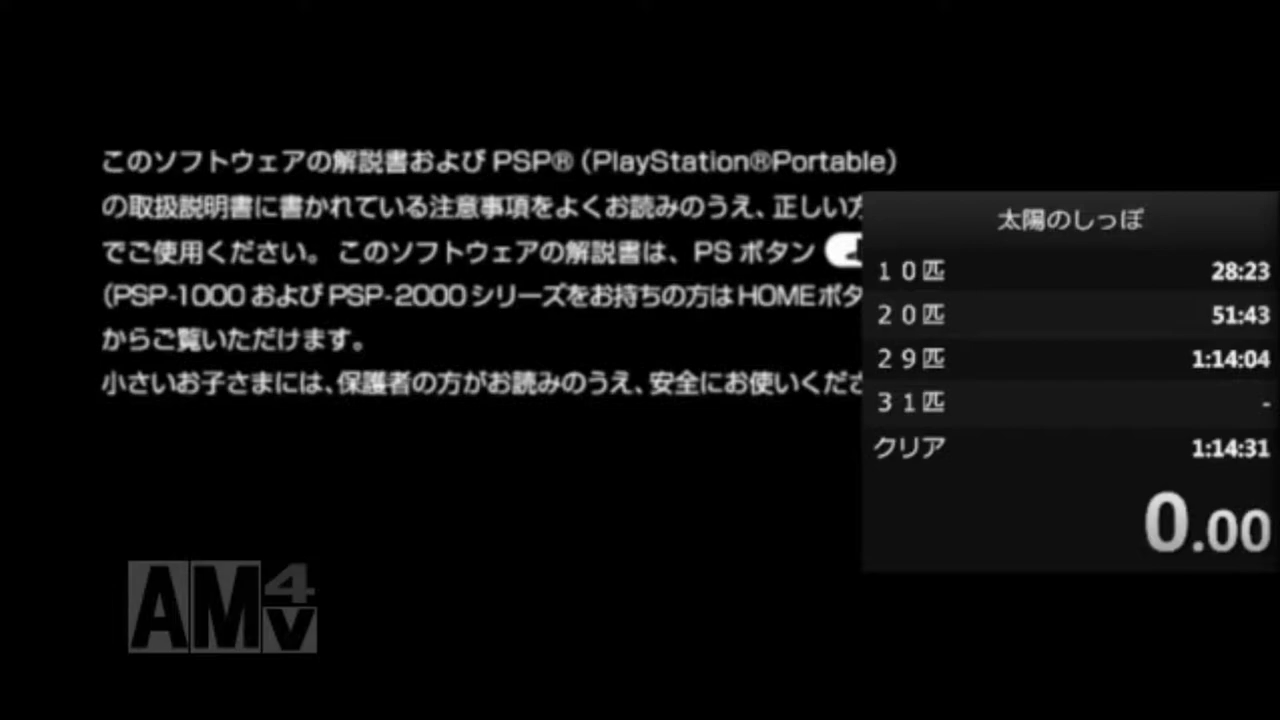 このソフトウェアの解説書および PSP®（PlayStation®Portable）
の取扱説明書に書かれている注意事項をよくお読みのうえ、正しい方
でご使用ください。 このソフトウェアの解説書は、PS ボタン
（PSP-1000 および PSP-2000 シリーズをお持ちの方は HOMEボタ
からご覧いただけます。
小さいお子さまには、保護者の方がお読みのうえ、安全にお使いくださ
太陽のしっぽ
１０匹 28:23
２０匹 51:43
２９匹 1:14:04
３１匹 -
クリア 1:14:31
0.00
AM4V